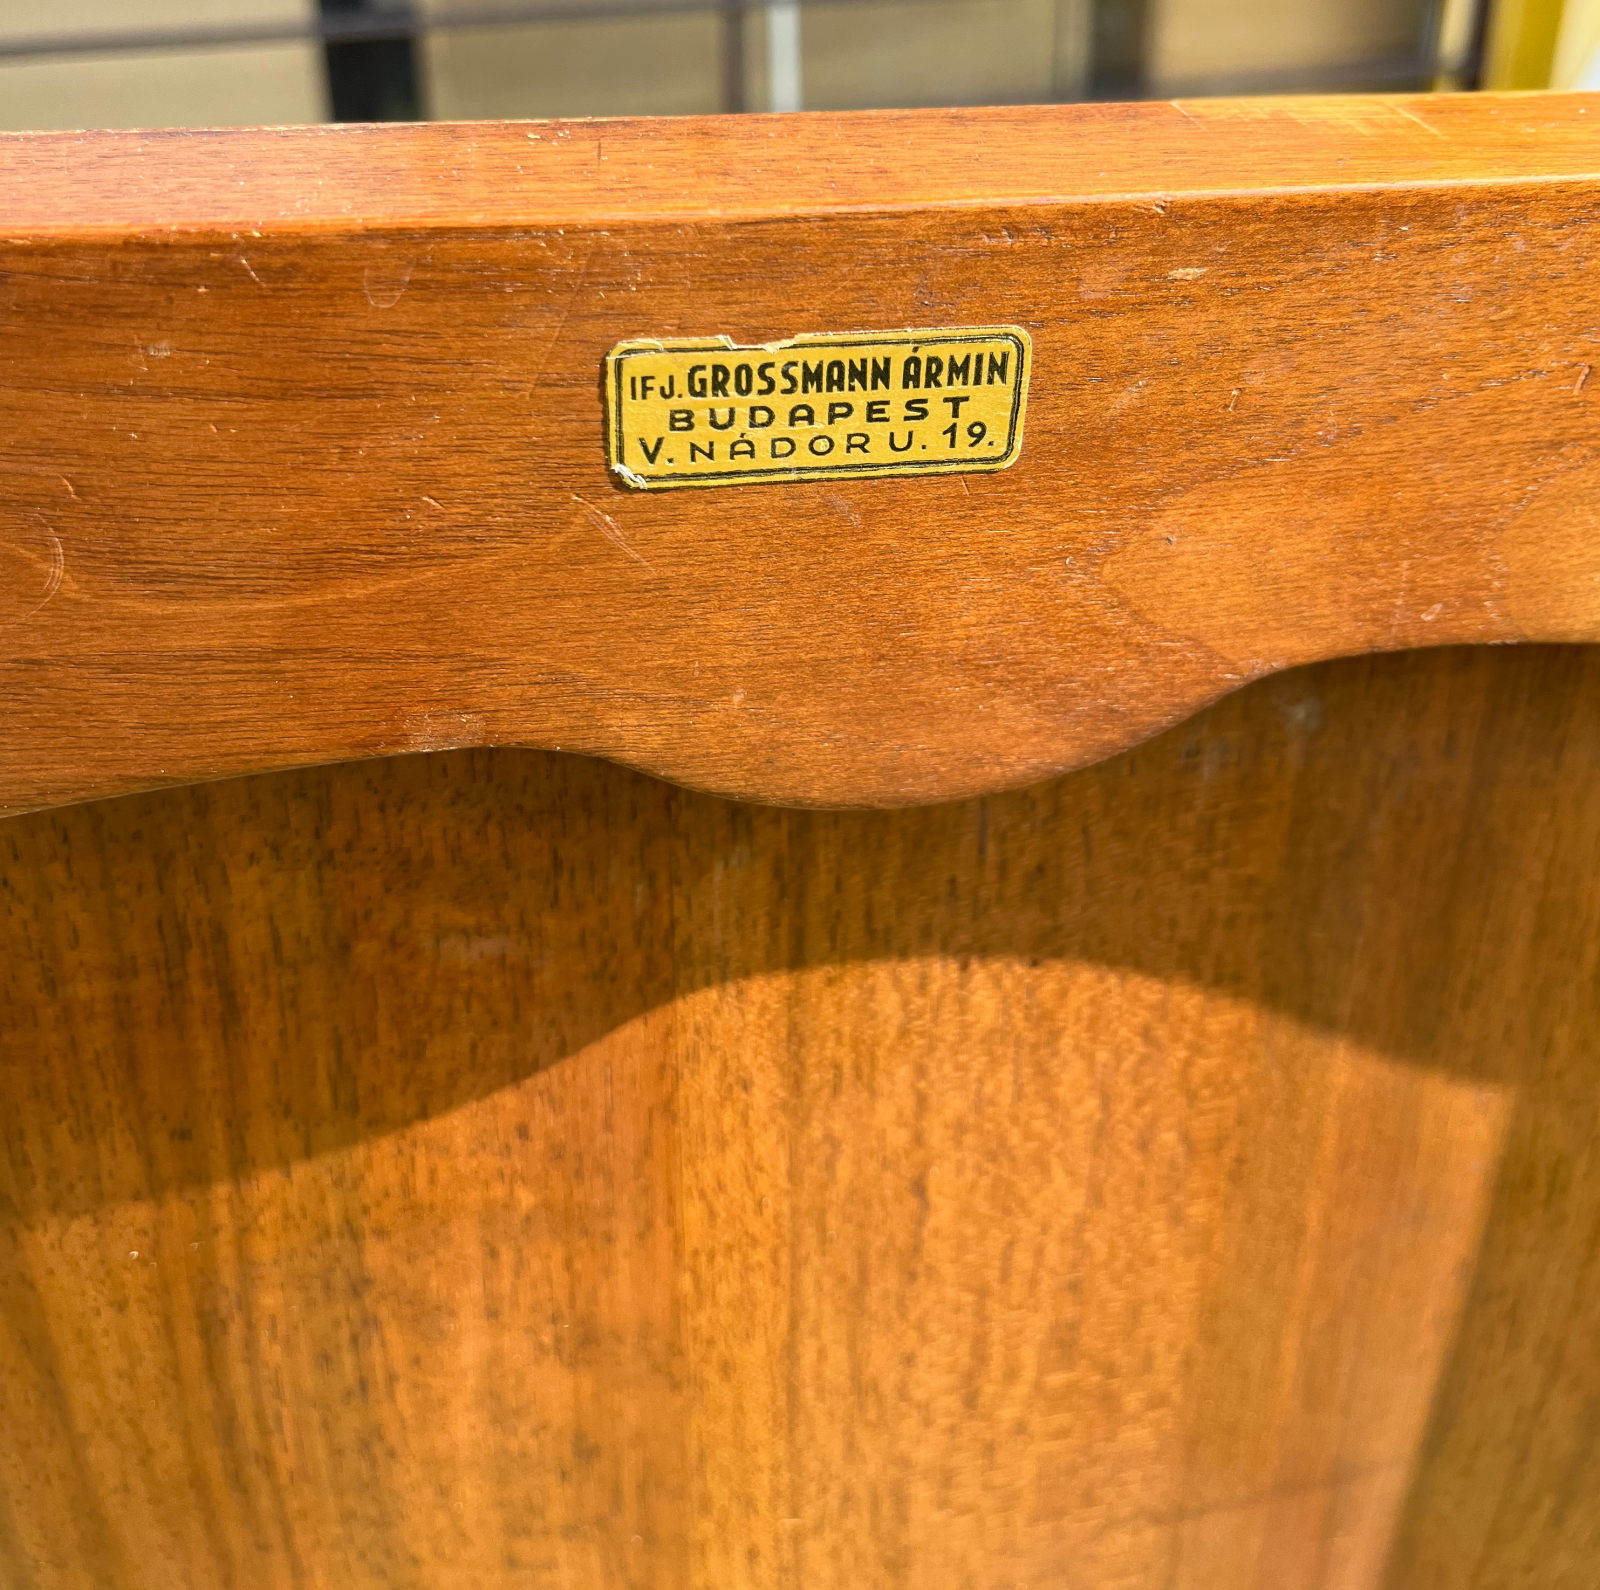 IFJ. GROSSMANN ÁRMIN
BUDAPEST
V. NÁDOR U. 19.